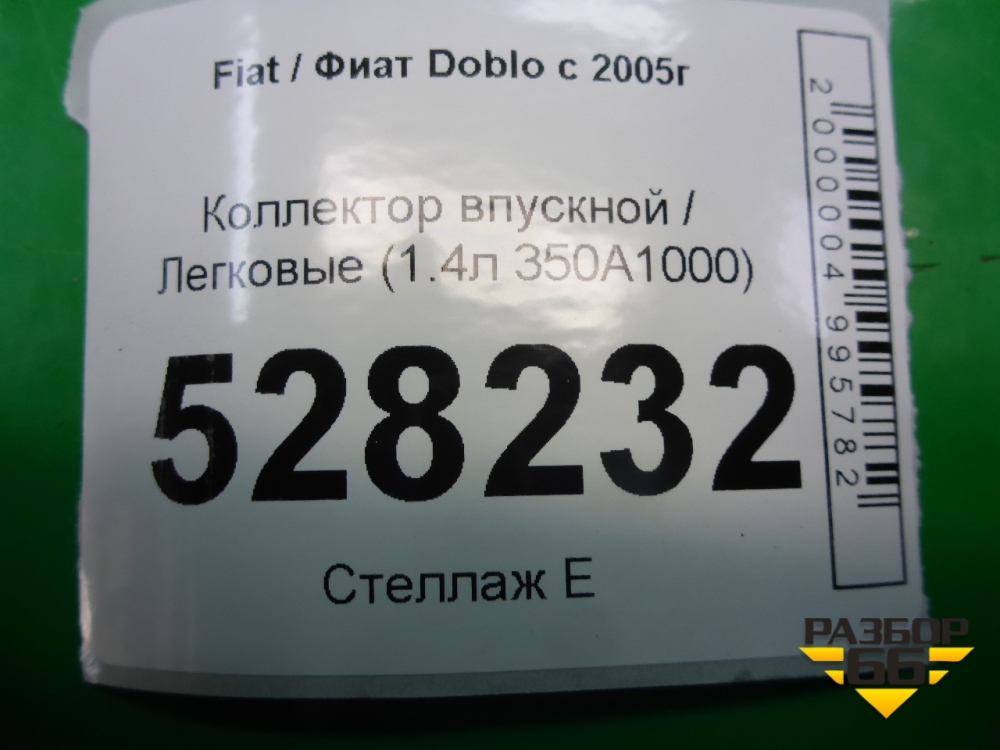 Fiat / Фиат Doblo с 2005г
Коллектор впускной /
Легковые (1.4л 350A1000)
528232
Стеллаж Е
2000004995782
РАЗБОР
66